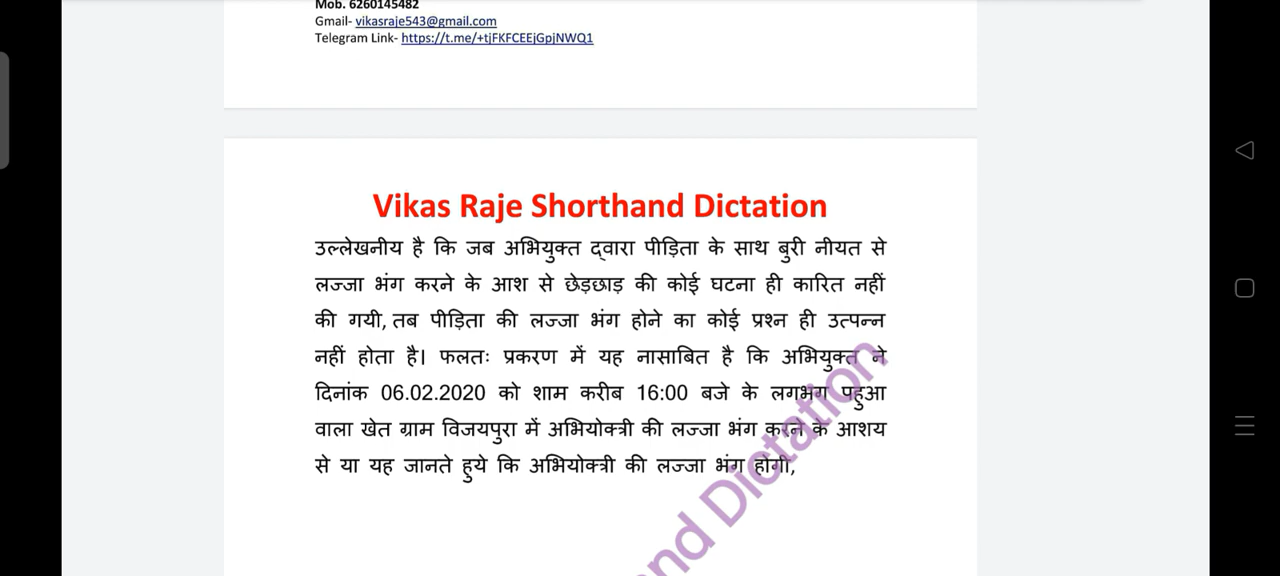 Mob. 6260145482
Gmail- vikasraje543@gmail.com
Telegram Link- https://t.me/+tjFKFCEEjGpjNWQ1
Vikas Raje Shorthand Dictation
उल्लेखनीय है कि जब अभियुक्त द्वारा पीड़िता के साथ बुरी नीयत से
लज्जा भंग करने के आश से छेड़छाड़ की कोई घटना ही कारित नहीं
की गयी, तब पीड़िता की लज्जा भंग होने का कोई प्रश्न ही उत्पन्न
नहीं होता है। फलतः प्रकरण में यह नासाबित है कि अभियुक्त ने
दिनांक 06.02.2020 को शाम करीब 16:00 बजे के लगभग पहुआ
वाला खेत ग्राम विजयपुरा में अभियोक्त्री की लज्जा भंग करने के आशय
से या यह जानते हुये कि अभियोक्त्री की लज्जा भंग होगी,
nd Dictation